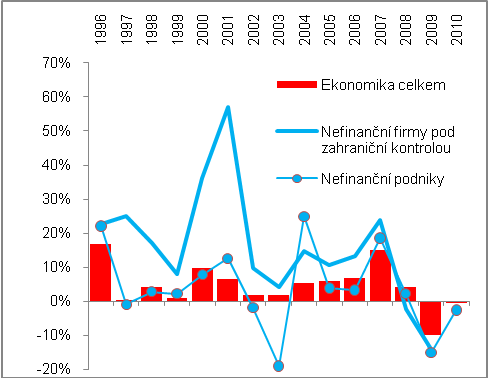 1996 1997 1998 1999 2000 2001 2002 2003 2004 2005 2006 2007 2008 2009 2010
70%
60%
50%
40%
30%
20%
10%
0%
-10%
-20%
Ekonomika celkem
Nefinanční firmy pod
zahraniční kontrolou
Nefinanční podniky